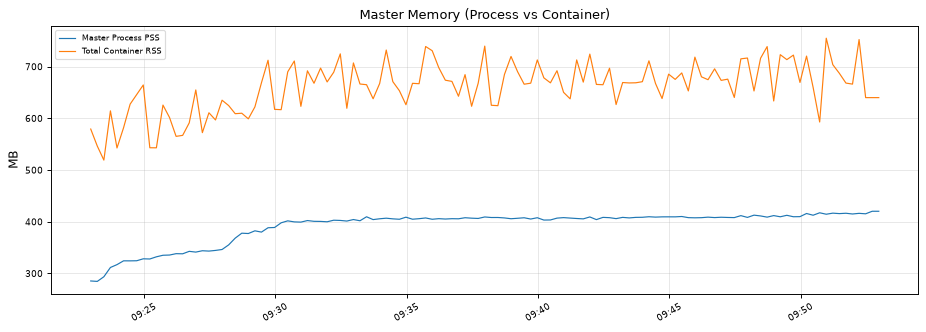 Master Memory (Process vs Container)
Master Process PSS
Total Container RSS
MB
700
600
500
400
300
09:25
09:30
09:35
09:40
09:45
09:50